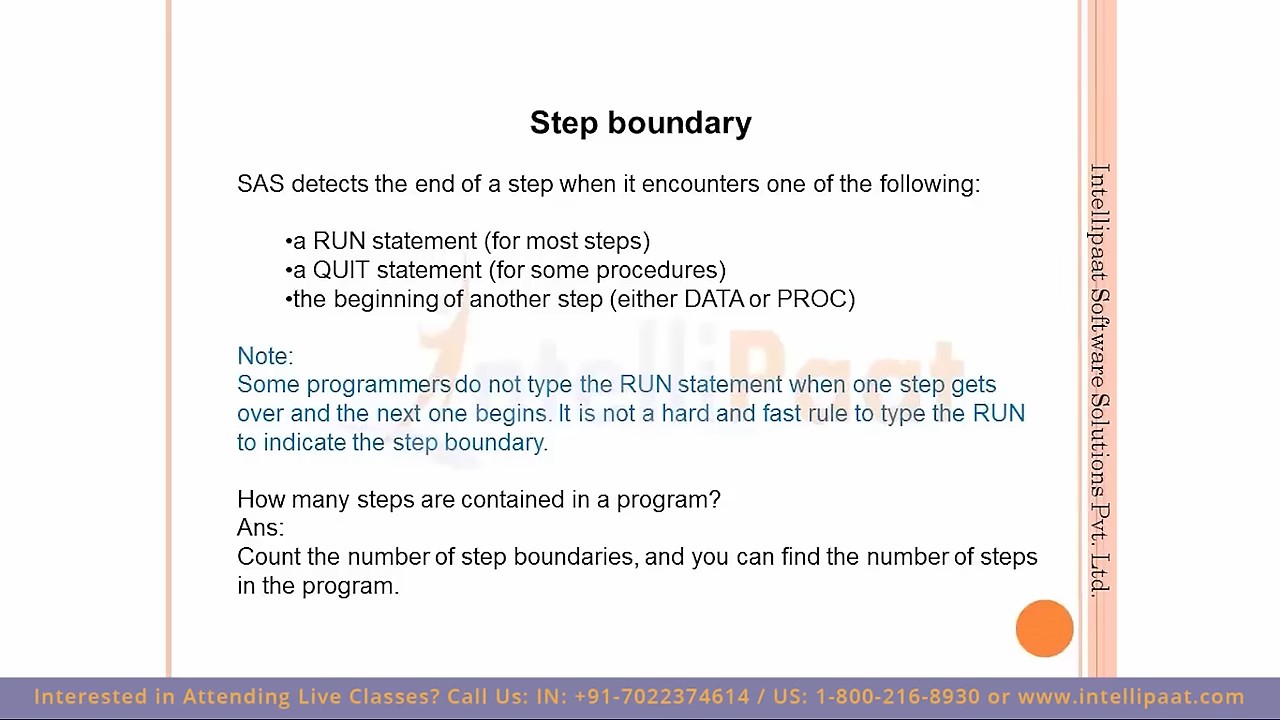 Step boundary
SAS detects the end of a step when it encounters one of the following:
•a RUN statement (for most steps)
•a QUIT statement (for some procedures)
•the beginning of another step (either DATA or PROC)
Note:
Some programmers do not type the RUN statement when one step gets
over and the next one begins. It is not a hard and fast rule to type the RUN
to indicate the step boundary.
How many steps are contained in a program?
Ans:
Count the number of step boundaries, and you can find the number of steps
in the program.
IntelliPaat
Intellipaat Software Solutions Pvt. Ltd.
Interested in Attending Live Classes? Call Us: IN: +91-7022374614 / US: 1-800-216-8930 or www.intellipaat.com